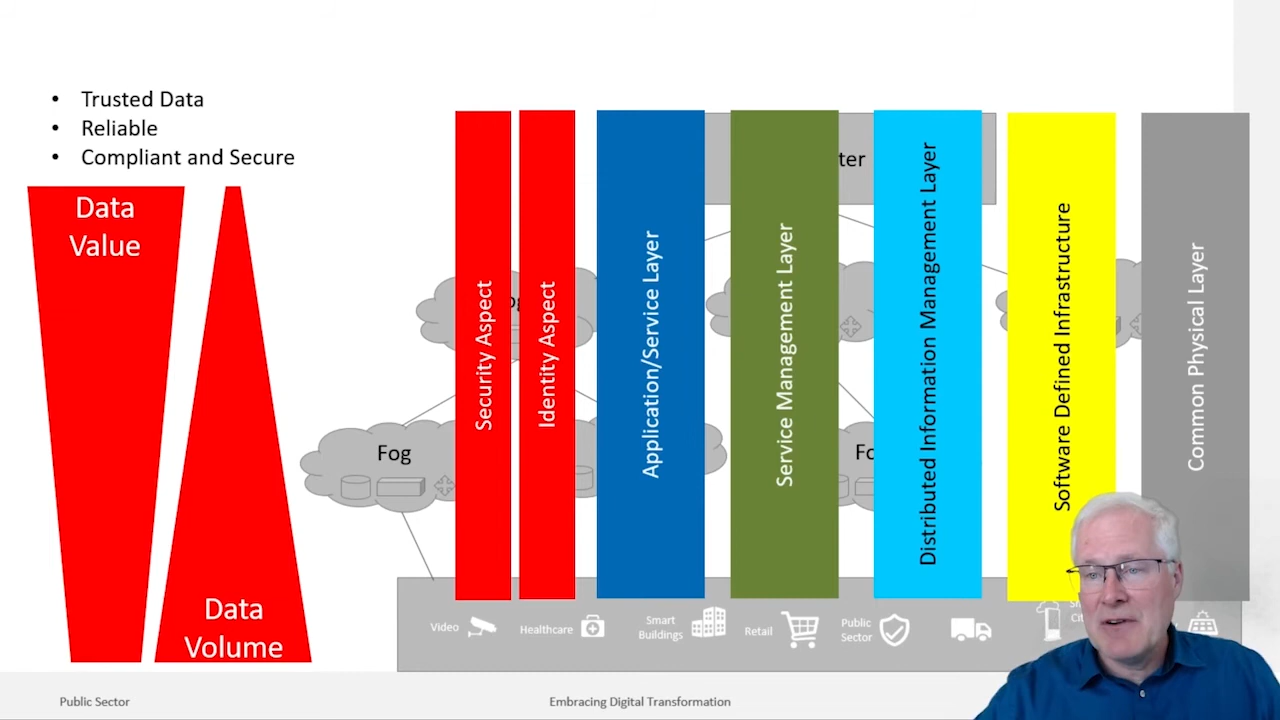 • Trusted Data
• Reliable
• Compliant and Secure
Data
Value
Data
Volume
Security Aspect
Identity Aspect
Application/Service Layer
Service Management Layer
Distributed Information Management Layer
Software Defined Infrastructure
Common Physical Layer
Fog
Video
Healthcare
Smart
Buildings
Retail
Public
Sector
Public Sector
Embracing Digital Transformation